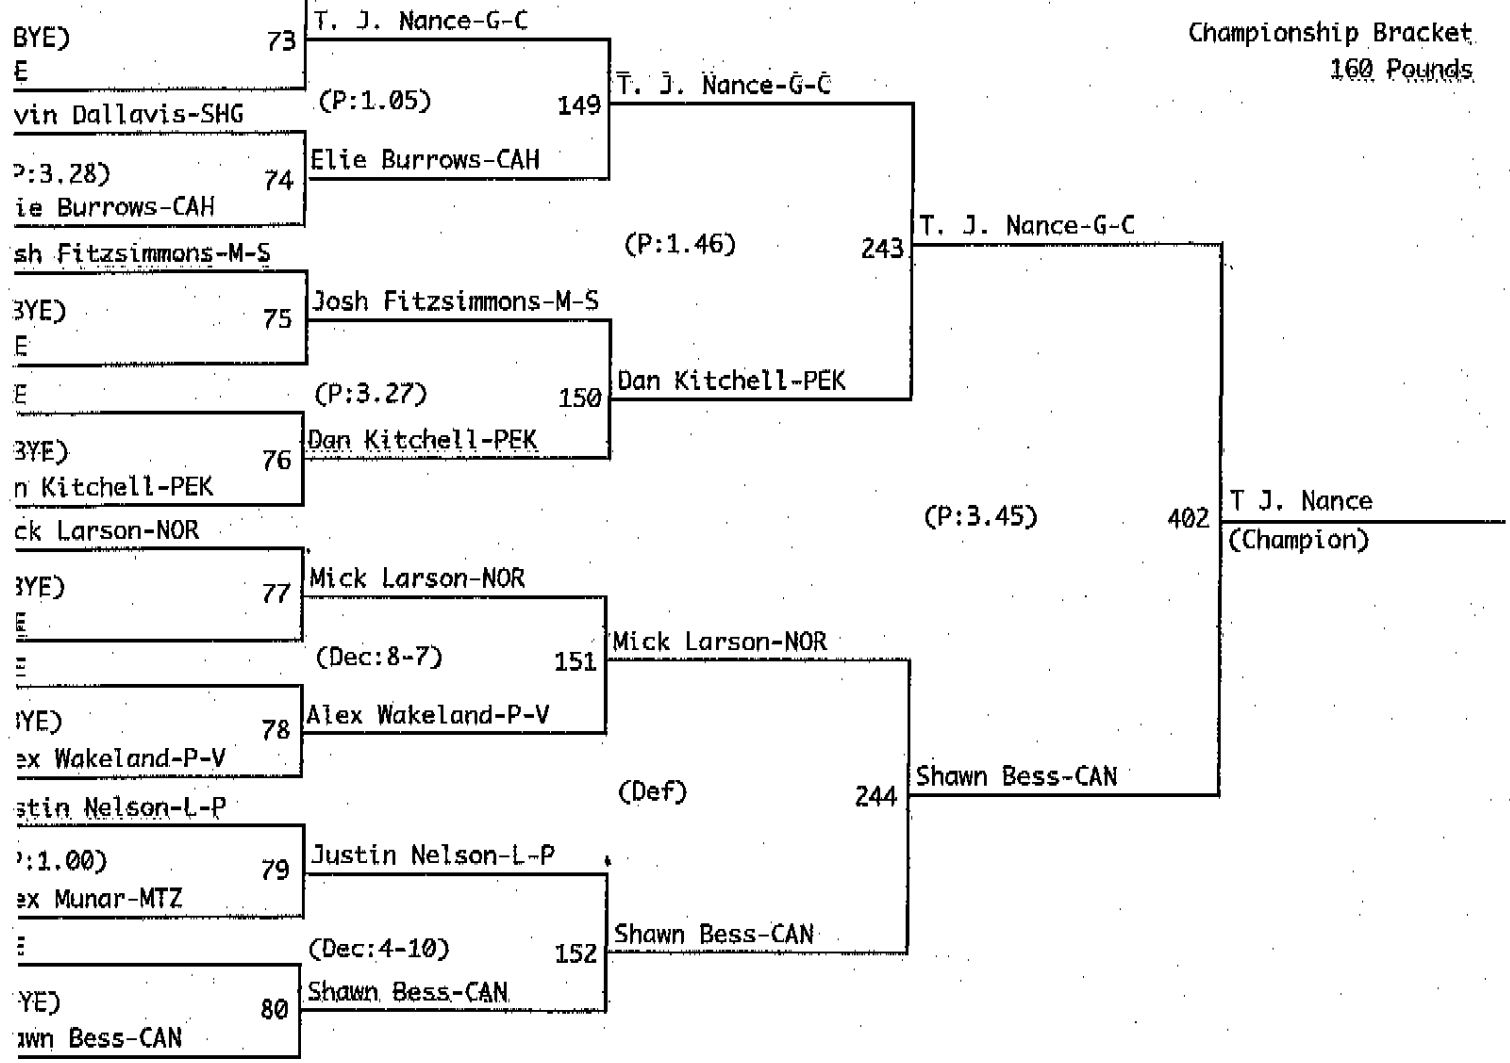 T. J. Nance-G-C
Championship Bracket
BYE) 73
160 Pounds
E
T. J. Nance-G-C
(P:1.05) 149
vin Dallavis-SHG
Elie Burrows-CAH
P:3.28) 74
ie Burrows-CAH
T. J. Nance-G-C
(P:1.46) 243
sh Fitzsimmons-M-S
Josh Fitzsimmons-M-S
BYE) 75
E
Dan Kitchell-PEK
E
(P:3.27) 150
Dan Kitchell-PEK
BYE) 76
n Kitchell-PEK
T J. Nance
(P:3.45) 402
ck Larson-NOR
(Champion)
Mick Larson-NOR
BYE) 77
E
Mick Larson-NOR
(Dec:8-7) 151
E
Alex Wakeland-P-V
YE) 78
ex Wakeland-P-V
Shawn Bess-CAN
(Def) 244
stin Nelson-L-P
Justin Nelson-L-P
:1.00) 79
ex Munar-MTZ
Shawn Bess-CAN
(Dec:4-10) 152
E
Shawn Bess-CAN
YE) 80
awn Bess-CAN